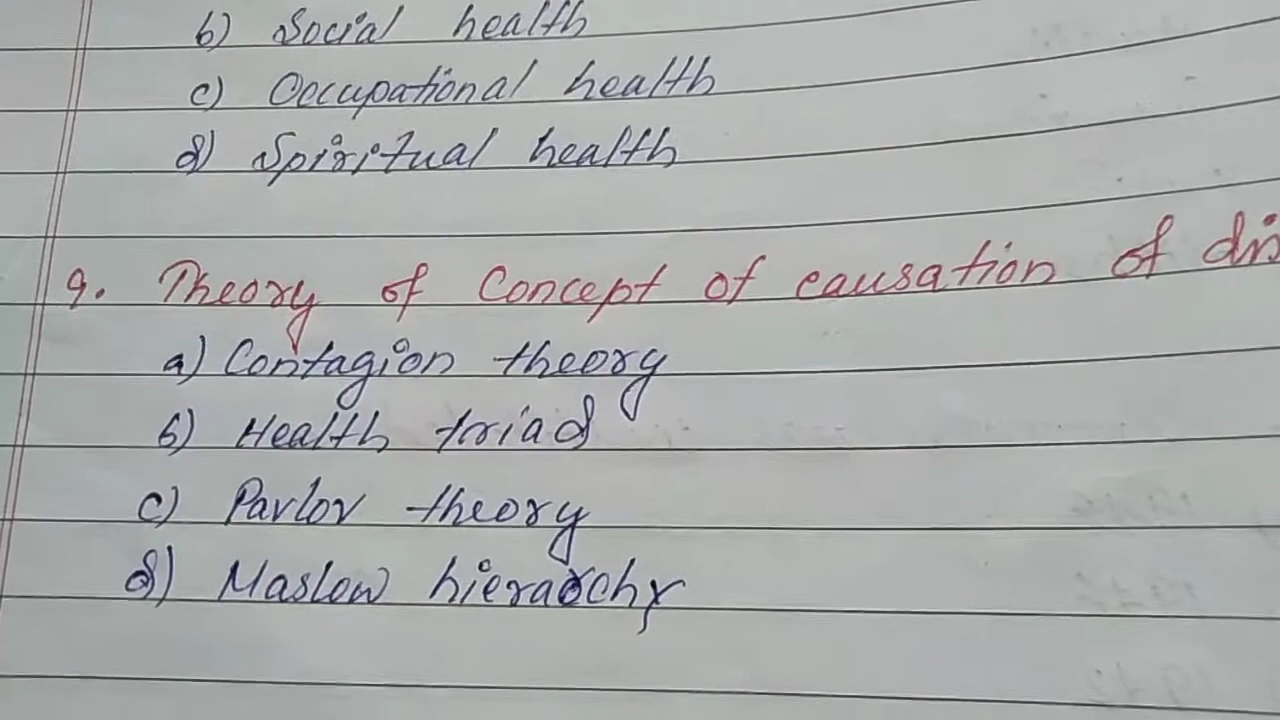 b) Social health
c) Occupational health
d) Spiritual health
9. Theory of Concept of causation of dis
a) Contagion theory
b) Health triad
c) Pavlov theory
d) Maslow hierarchy